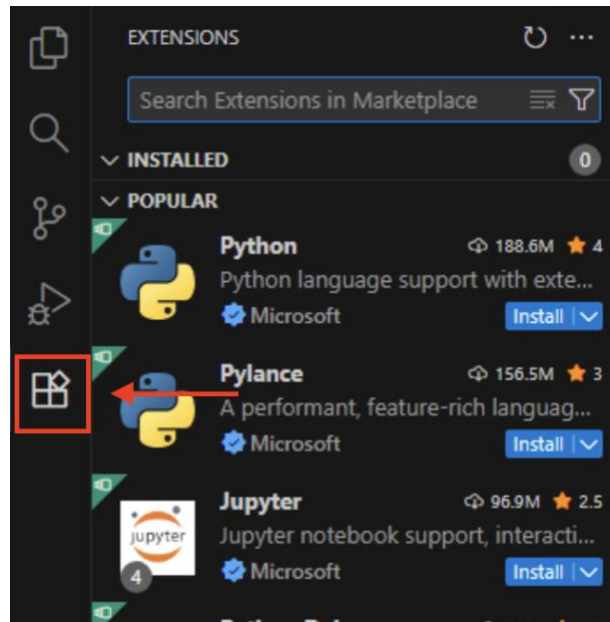 EXTENSIONS
Search Extensions in Marketplace
INSTALLED 0
POPULAR
Python 188.6M 4
Python language support with exte...
Microsoft Install
Pylance 156.5M 3
A performant, feature-rich languag...
Microsoft Install
Jupyter 96.9M 2.5
jupyter
Jupyter notebook support, interacti...
4
Microsoft Install